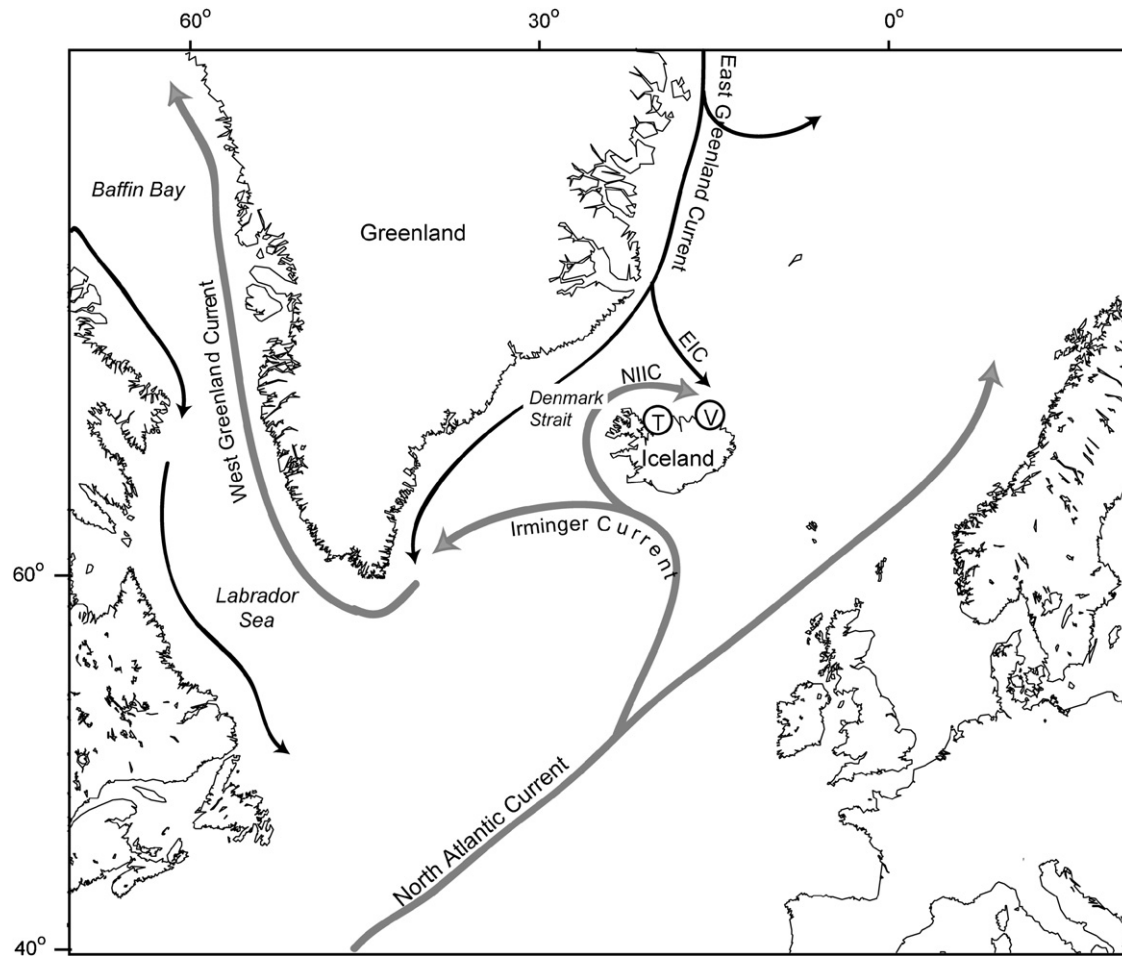 60°
30°
0°
East Greenland Current
Baffin Bay
Greenland
West Greenland Current
EIC
NIIC
Denmark
Strait
T
V
Iceland
Irminger Current
60°
Labrador
Sea
North Atlantic Current
40°